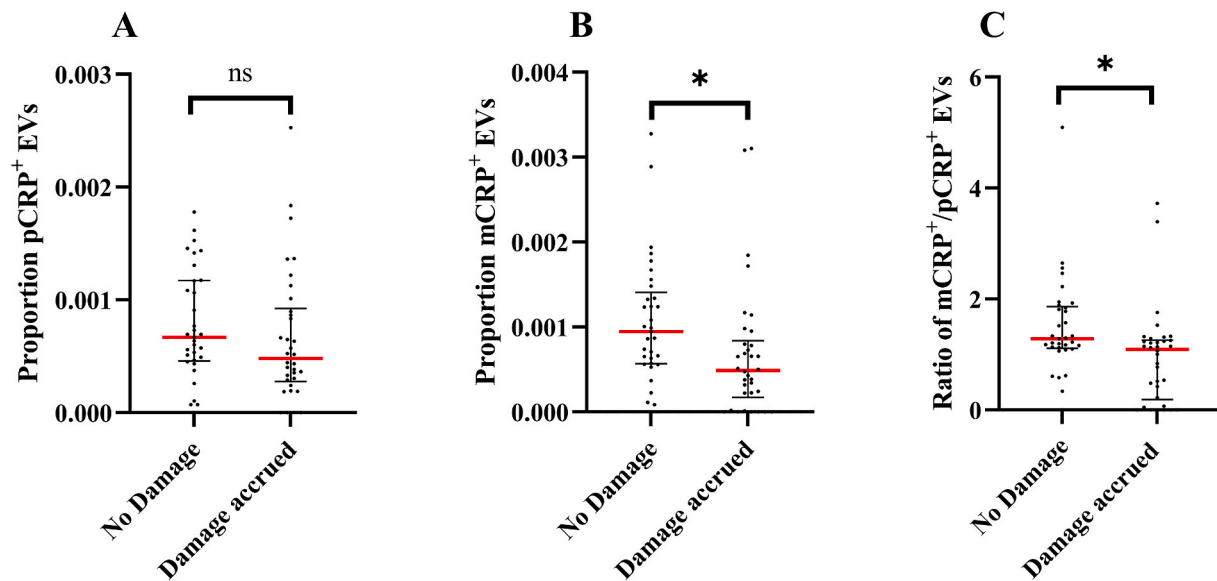 A
Proportion pCRP⁺ EVs
0.003
0.002
0.001
0.000
ns
No Damage
Damage accrued
B
Proportion mCRP⁺ EVs
0.004
0.003
0.002
0.001
0.000
*
No Damage
Damage accrued
C
Ratio of mCRP⁺/pCRP⁺ EVs
6
4
2
0
*
No Damage
Damage accrued